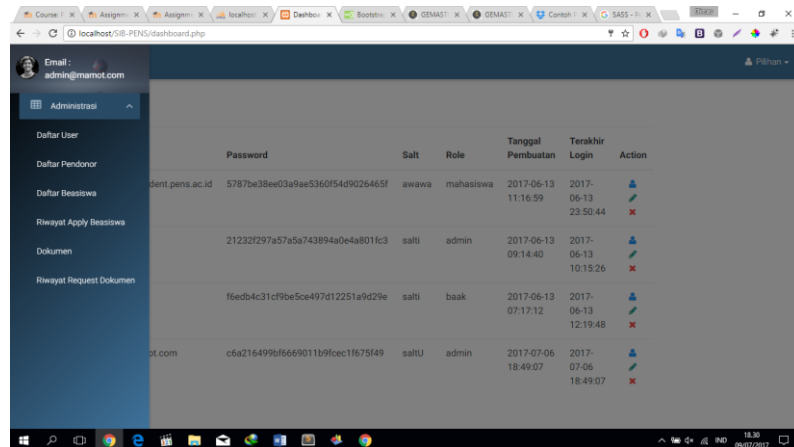 Course: F
Assignm
Assignm
localhost
Dashbo
Bootstra
GEMAST
GEMAST
Contoh
SASS - F
localhost/SIB-PENS/dashboard.php
Email :
admin@mamot.com
Pilihan
Administrasi
Daftar User
Daftar Pendonor
Daftar Beasiswa
Riwayat Apply Beasiswa
Dokumen
Riwayat Request Dokumen
Password Salt Role Tanggal Pembuatan Terakhir Login Action
dent.pens.ac.id 5787be38ee03a9ae5360f54d9026465f awawa mahasiswa 2017-06-13 2017-
11:16:59 06-13
23:50:44
21232f297a57a5a743894a0e4a801fc3 salti admin 2017-06-13 2017-
09:14:40 06-13
10:15:26
f6edb4c31cf9be5ce497d12251a9d29e salti baak 2017-06-13 2017-
07:17:12 06-13
12:19:48
ot.com c6a216499bf6669011b9fcec1f675f49 saltU admin 2017-07-06 2017-
18:49:07 07-06
18:49:07
IND
18.30
09/07/2017